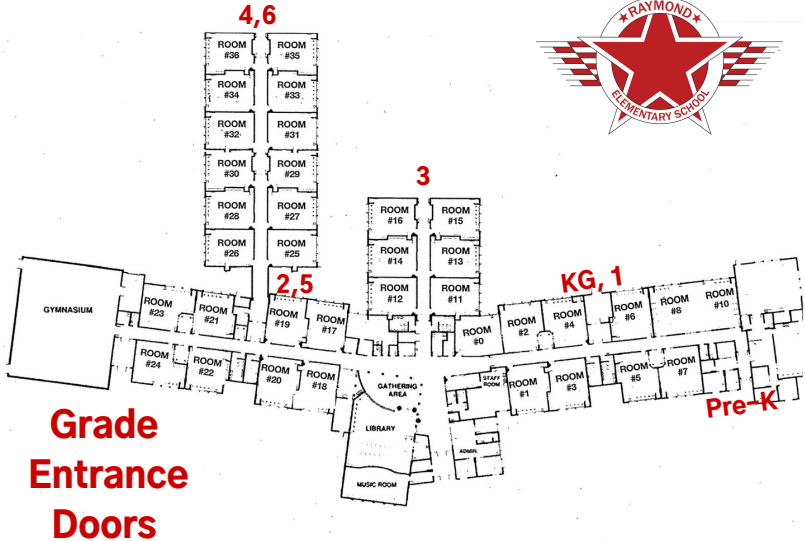 4,6
RAYMOND
ELEMENTARY SCHOOL
ROOM
#36
ROOM
#35
ROOM
#34
ROOM
#33
ROOM
#32
ROOM
#31
ROOM
#30
ROOM
#29
ROOM
#28
ROOM
#27
ROOM
#26
ROOM
#25
3
ROOM
#16
ROOM
#15
ROOM
#14
ROOM
#13
ROOM
#12
ROOM
#11
2,5
KG, 1
GYMNASIUM
ROOM
#23
ROOM
#21
ROOM
#19
ROOM
#17
ROOM
#0
ROOM
#2
ROOM
#4
ROOM
#6
ROOM
#8
ROOM
#10
ROOM
#24
ROOM
#22
ROOM
#20
ROOM
#18
GATHERING
AREA
STAFF
ROOM
ROOM
#1
ROOM
#3
ROOM
#5
ROOM
#7
Pre-K
LIBRARY
ADMIN.
MUSIC ROOM
Grade
Entrance
Doors